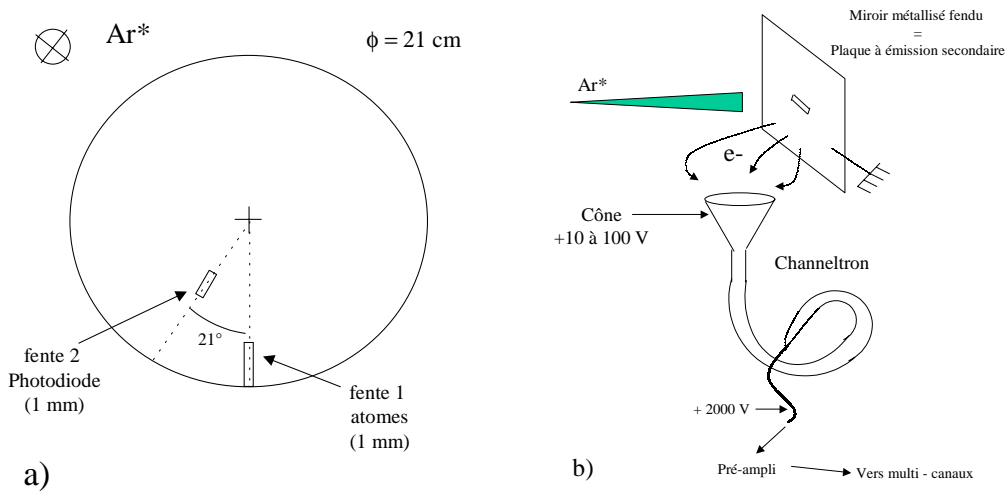 Ar*
ϕ = 21 cm
21°
fente 2
Photodiode
(1 mm)
fente 1
atomes
(1 mm)
a)
Miroir métallisé fendu
=
Plaque à émission secondaire
Ar*
e-
Cône
+10 à 100 V
Channeltron
+ 2000 V
Pré-ampli
Vers multi - canaux
b)